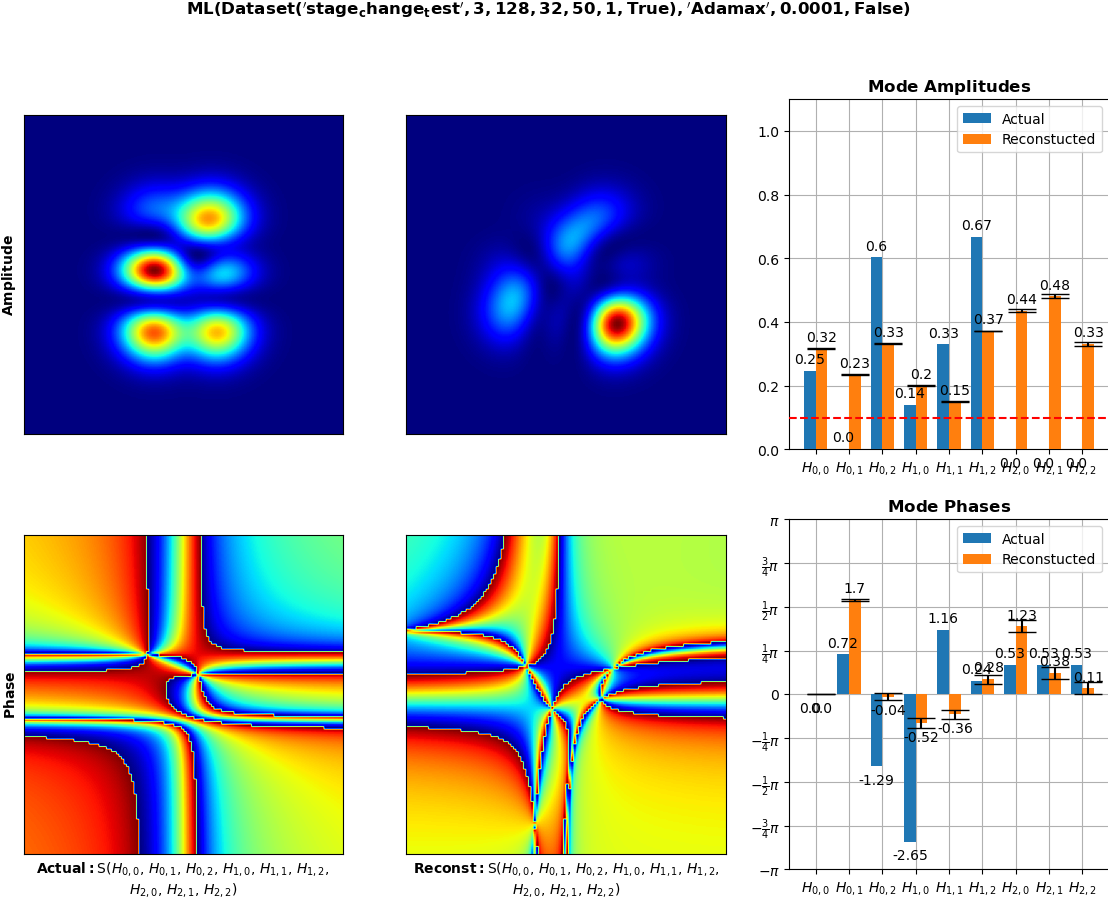 ML(Dataset('stage_change_test', 3, 128, 32, 50, 1, True), 'Adamax', 0.0001, False)
Amplitude
Mode Amplitudes
Actual
Reconstucted
1.0
0.8
0.6
0.4
0.2
0.0
0.25
0.32
0.0
0.23
0.6
0.33
0.14
0.2
0.33
0.15
0.67
0.37
0.0
0.44
0.0
0.48
0.0
0.33
H0,0 H0,1 H0,2 H1,0 H1,1 H1,2 H2,0 H2,1 H2,2
Phase
Mode Phases
Actual
Reconstucted
π
3/4π
1/2π
1/4π
0
−1/4π
−1/2π
−3/4π
−π
0.0
0.0
0.72
1.7
-1.29
-0.04
-2.65
-0.52
1.16
-0.36
0.24
0.28
0.53
1.23
0.53
0.38
0.53
0.11
H0,0 H0,1 H0,2 H1,0 H1,1 H1,2 H2,0 H2,1 H2,2
Actual: S(H0,0, H0,1, H0,2, H1,0, H1,1, H1,2,
H2,0, H2,1, H2,2)
Reconst: S(H0,0, H0,1, H0,2, H1,0, H1,1, H1,2,
H2,0, H2,1, H2,2)